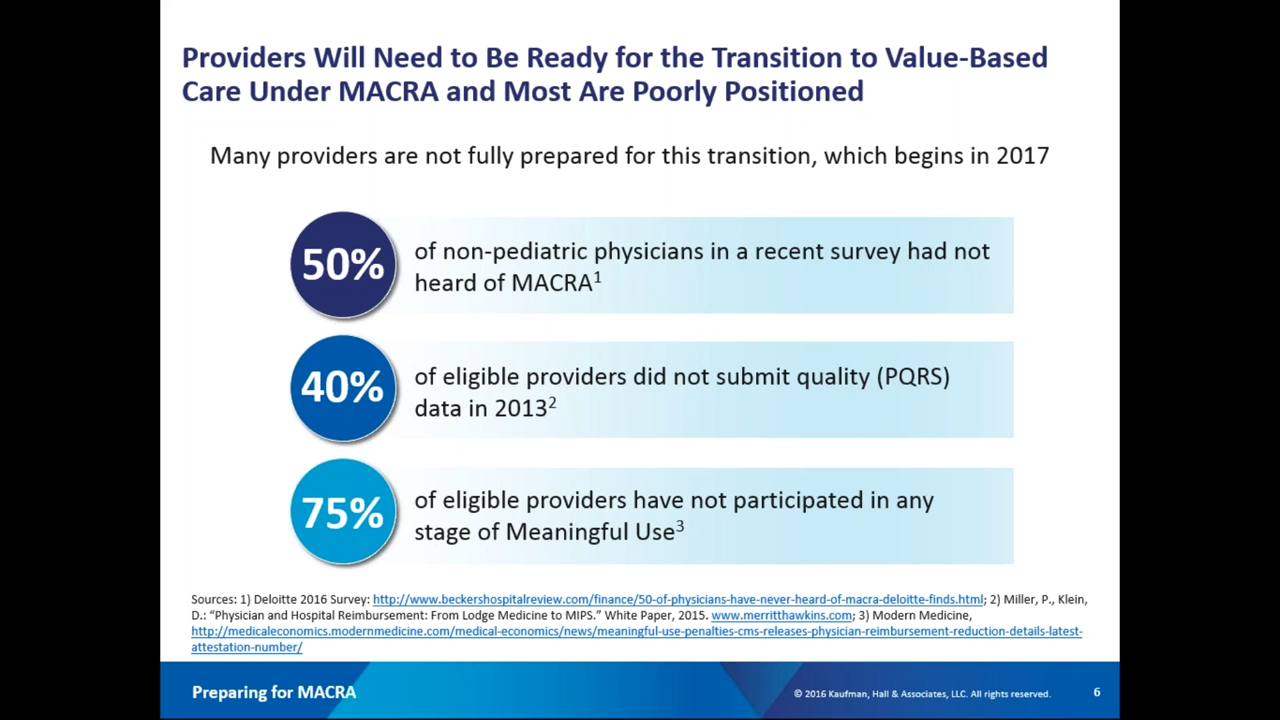 Providers Will Need to Be Ready for the Transition to Value-Based
Care Under MACRA and Most Are Poorly Positioned
Many providers are not fully prepared for this transition, which begins in 2017
50%
of non-pediatric physicians in a recent survey had not
heard of MACRA1
40%
of eligible providers did not submit quality (PQRS)
data in 20132
75%
of eligible providers have not participated in any
stage of Meaningful Use3
Sources: 1) Deloitte 2016 Survey: http://www.beckershospitalreview.com/finance/50-of-physicians-have-never-heard-of-macra-deloitte-finds.html; 2) Miller, P., Klein,
D.: “Physician and Hospital Reimbursement: From Lodge Medicine to MIPS.” White Paper, 2015. www.merritthawkins.com; 3) Modern Medicine,
http://medicaleconomics.modernmedicine.com/medical-economics/news/meaningful-use-penalties-cms-releases-physician-reimbursement-reduction-details-latest-
attestation-number/
Preparing for MACRA
© 2016 Kaufman, Hall & Associates, LLC. All rights reserved.
6